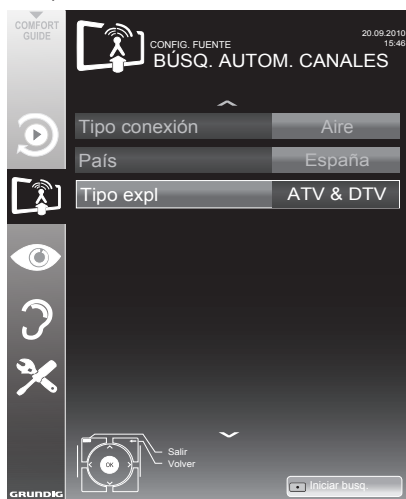 COMFORT
GUIDE
CONFIG. FUENTE
BÚSQ. AUTOM. CANALES
20.09.2010
15:46
Tipo conexión Aire
País España
Tipo expl ATV & DTV
OK
Salir
Volver
Iniciar busq.
GRUNDIG